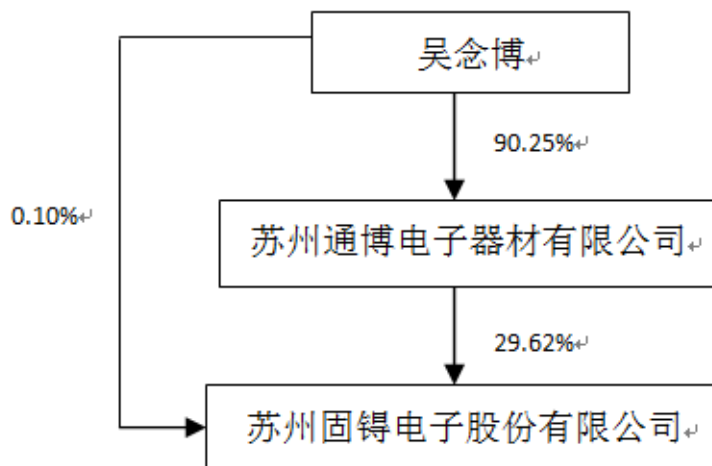 吴念博
90.25%
0.10%
苏州通博电子器材有限公司
29.62%
苏州固锝电子股份有限公司